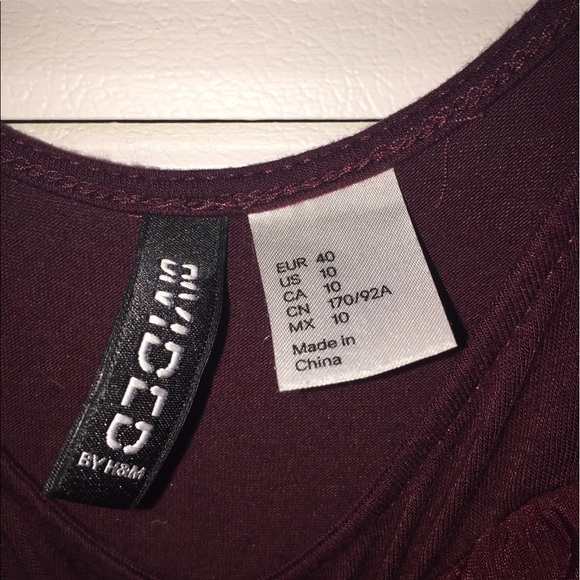 DIVIDED
BY H&M
EUR 40
US 10
CA 10
CN 170/92A
MX 10
Made in
China